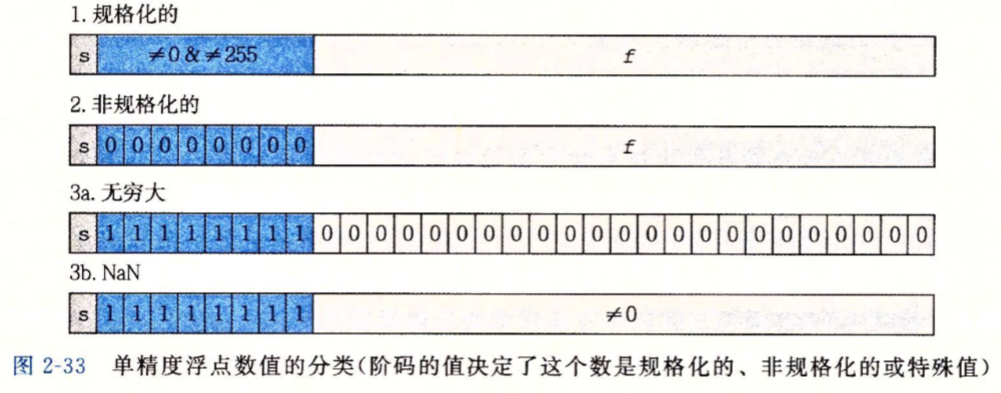 1. 规格化的
s ≠0 & ≠255 f
2. 非规格化的
s 0 0 0 0 0 0 0 0 f
3a. 无穷大
s 1 1 1 1 1 1 1 1 0 0 0 0 0 0 0 0 0 0 0 0 0 0 0 0 0 0 0 0 0 0 0
3b. NaN
s 1 1 1 1 1 1 1 1 ≠0
图 2-33 单精度浮点数值的分类(阶码的值决定了这个数是规格化的、非规格化的或特殊值)